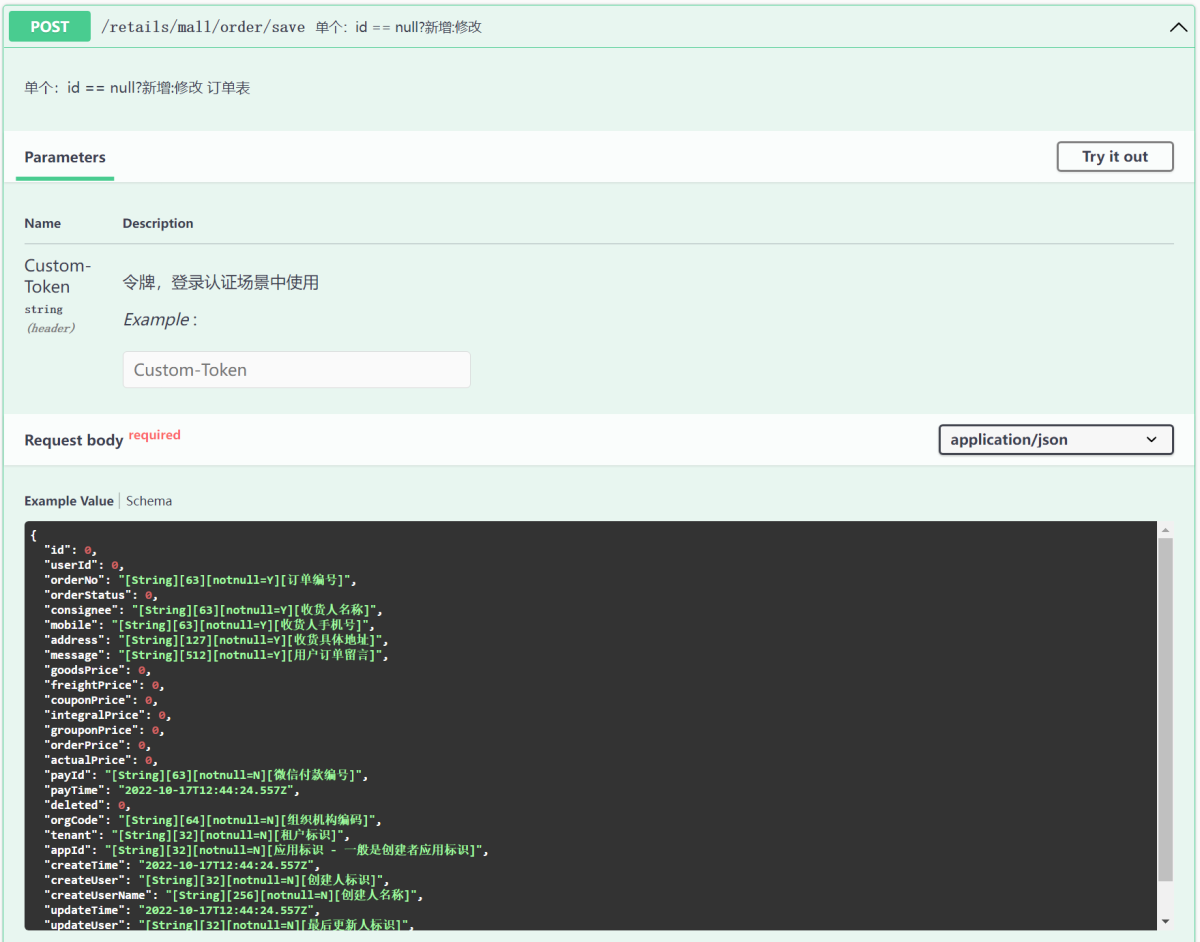 POST /retails/mall/order/save 单个：id == null?新增:修改
单个：id == null?新增:修改 订单表
Parameters
Try it out
Name Description
Custom-Token
string
(header)
令牌，登录认证场景中使用
Example :
Custom-Token
Request body required
application/json
Example Value Schema
{
"id": 0,
"userId": 0,
"orderNo": "[String][63][notnull=Y][订单编号]",
"orderStatus": 0,
"consignee": "[String][63][notnull=Y][收货人名称]",
"mobile": "[String][63][notnull=Y][收货人手机号]",
"address": "[String][127][notnull=Y][收货具体地址]",
"message": "[String][512][notnull=Y][用户订单留言]",
"goodsPrice": 0,
"freightPrice": 0,
"couponPrice": 0,
"integralPrice": 0,
"grouponPrice": 0,
"orderPrice": 0,
"actualPrice": 0,
"payId": "[String][63][notnull=N][微信付款编号]",
"payTime": "2022-10-17T12:44:24.557Z",
"deleted": 0,
"orgCode": "[String][64][notnull=N][组织机构编码]",
"tenant": "[String][32][notnull=N][租户标识]",
"appId": "[String][32][notnull=N][应用标识 - 一般是创建者应用标识]",
"createTime": "2022-10-17T12:44:24.557Z",
"createUser": "[String][32][notnull=N][创建人标识]",
"createUserName": "[String][256][notnull=N][创建人名称]",
"updateTime": "2022-10-17T12:44:24.557Z",
"updateUser": "[String][32][notnull=N][最后更新人标识]",